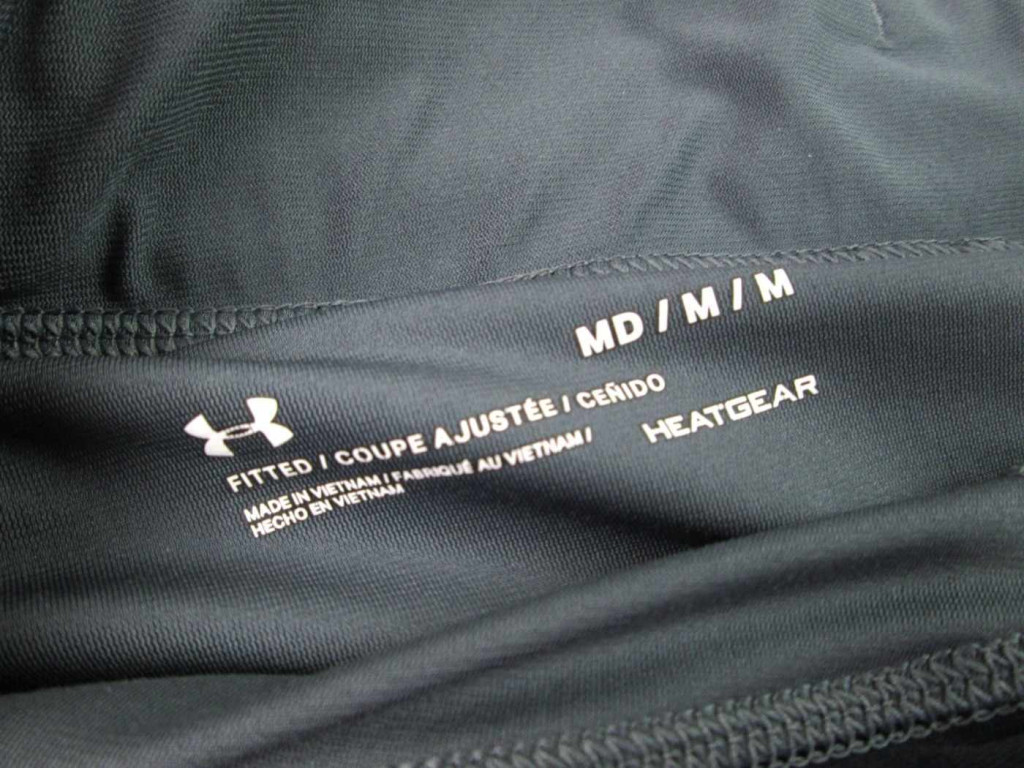 MD / M / M
FITTED / COUPE AJUSTÉE / CEÑIDO
HEATGEAR
MADE IN VIETNAM / FABRIQUÉ AU VIETNAM /
HECHO EN VIETNAM